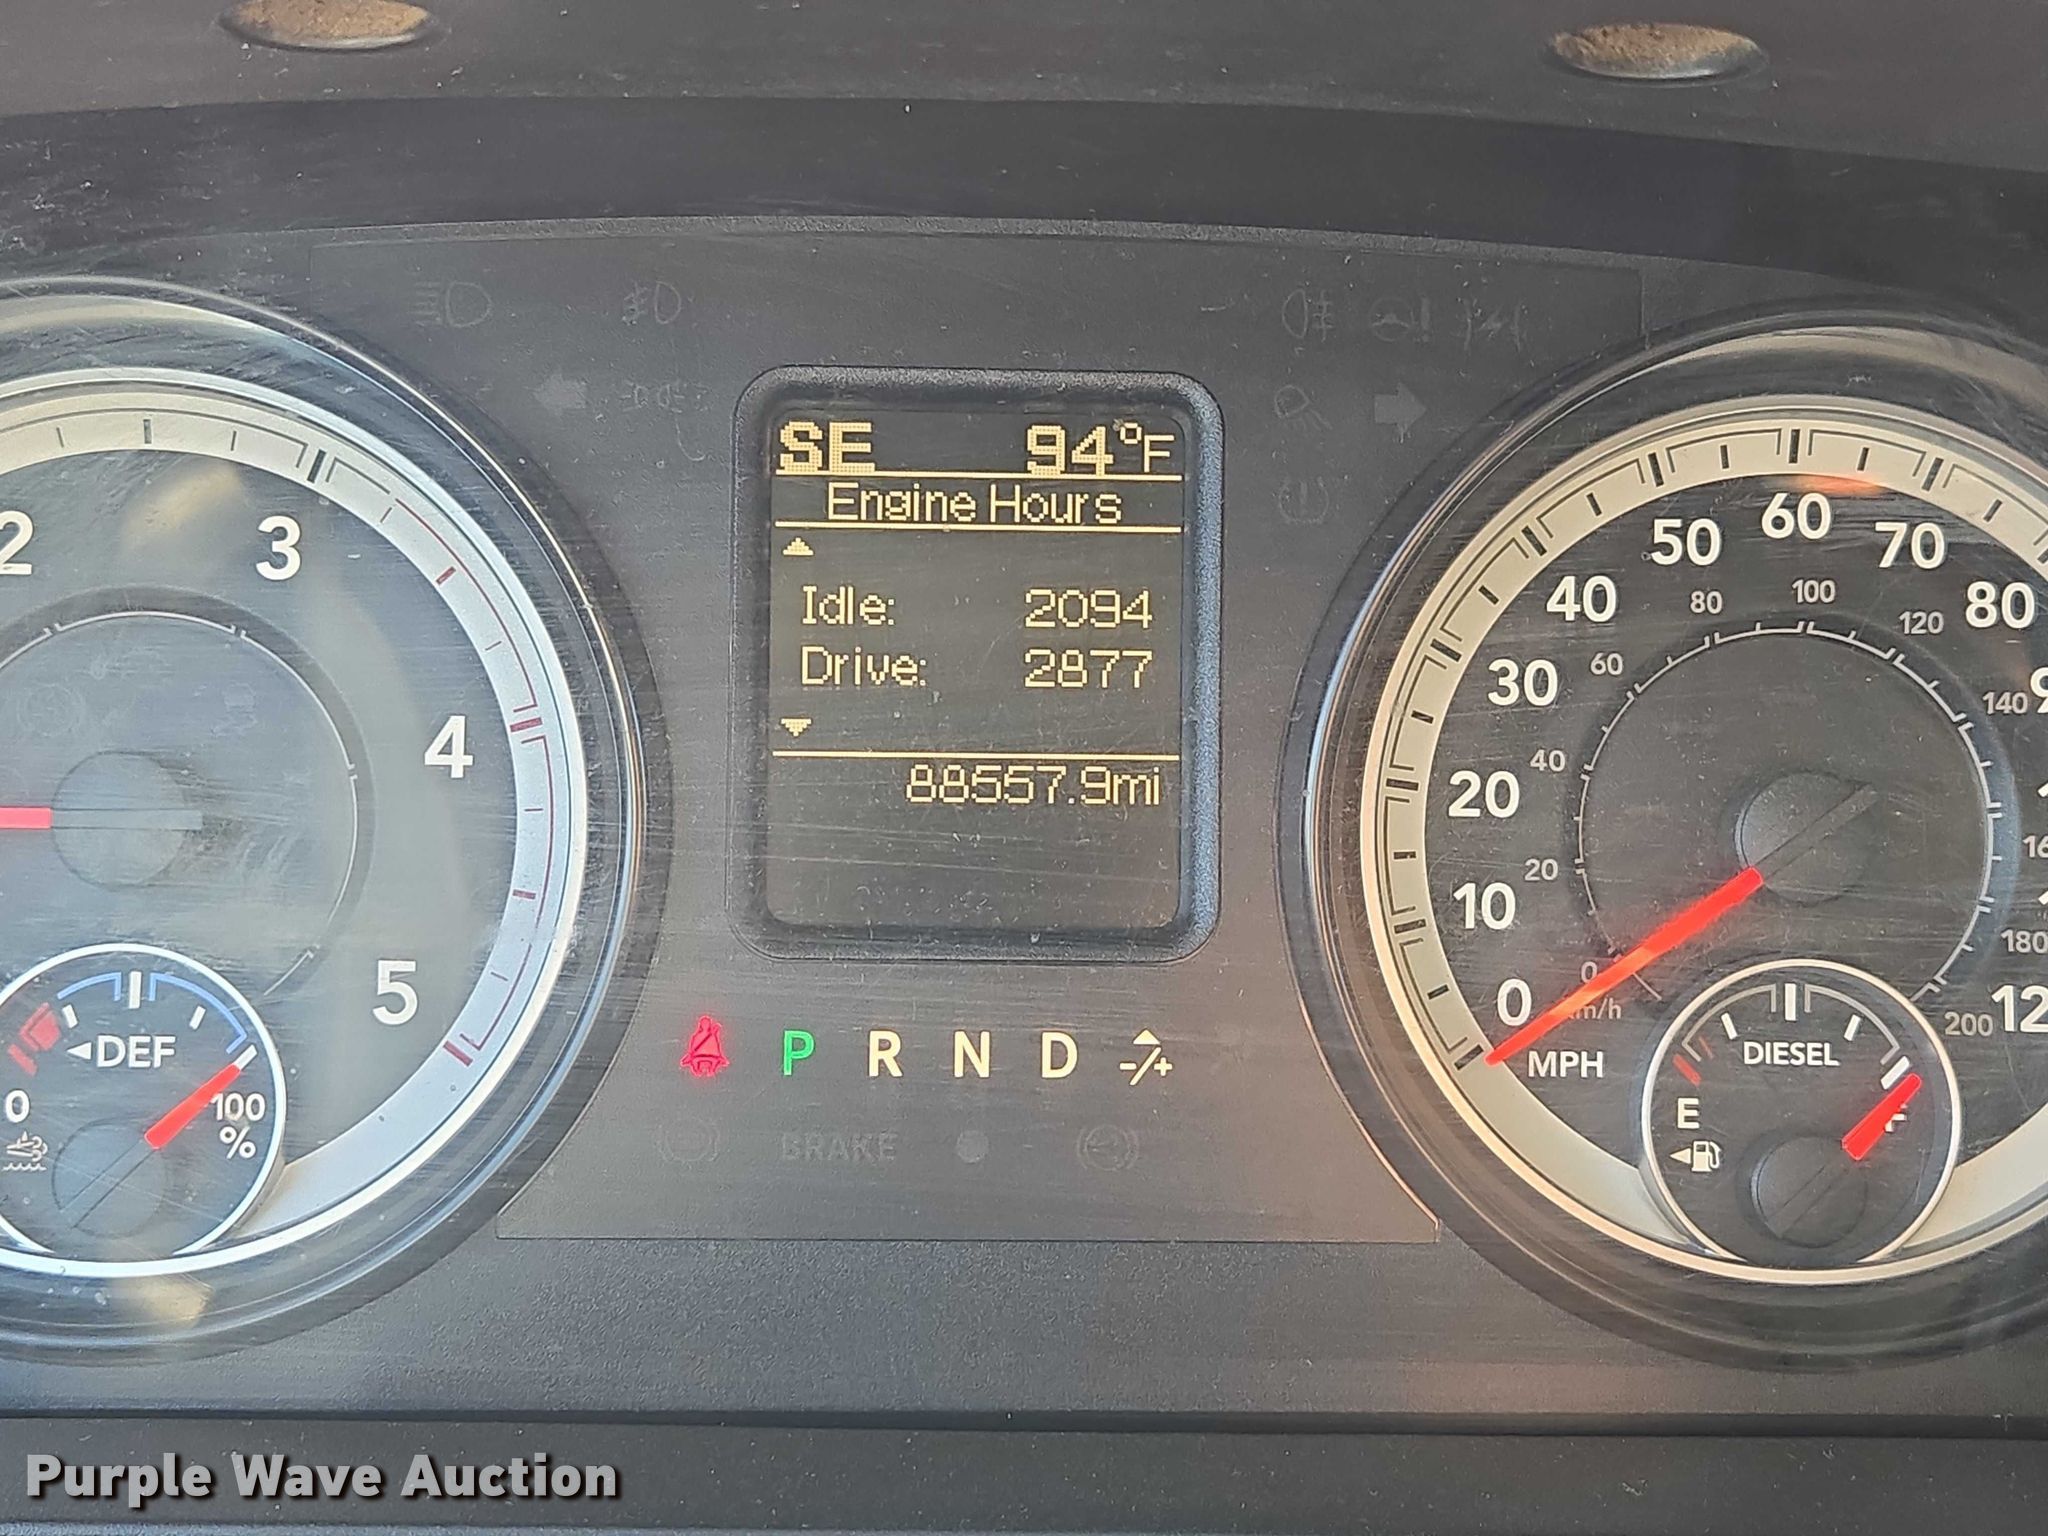 SE 94°F
Engine Hours
Idle: 2094
Drive: 2877
88557.9mi
2
3
4
5
DEF
0
100
%
P R N D -/+
BRAKE
0
10
20
30
40
50
60
70
80
MPH
0
20
40
60
80
100
120
140
180
200
km/h
DIESEL
E
F
Purple Wave Auction